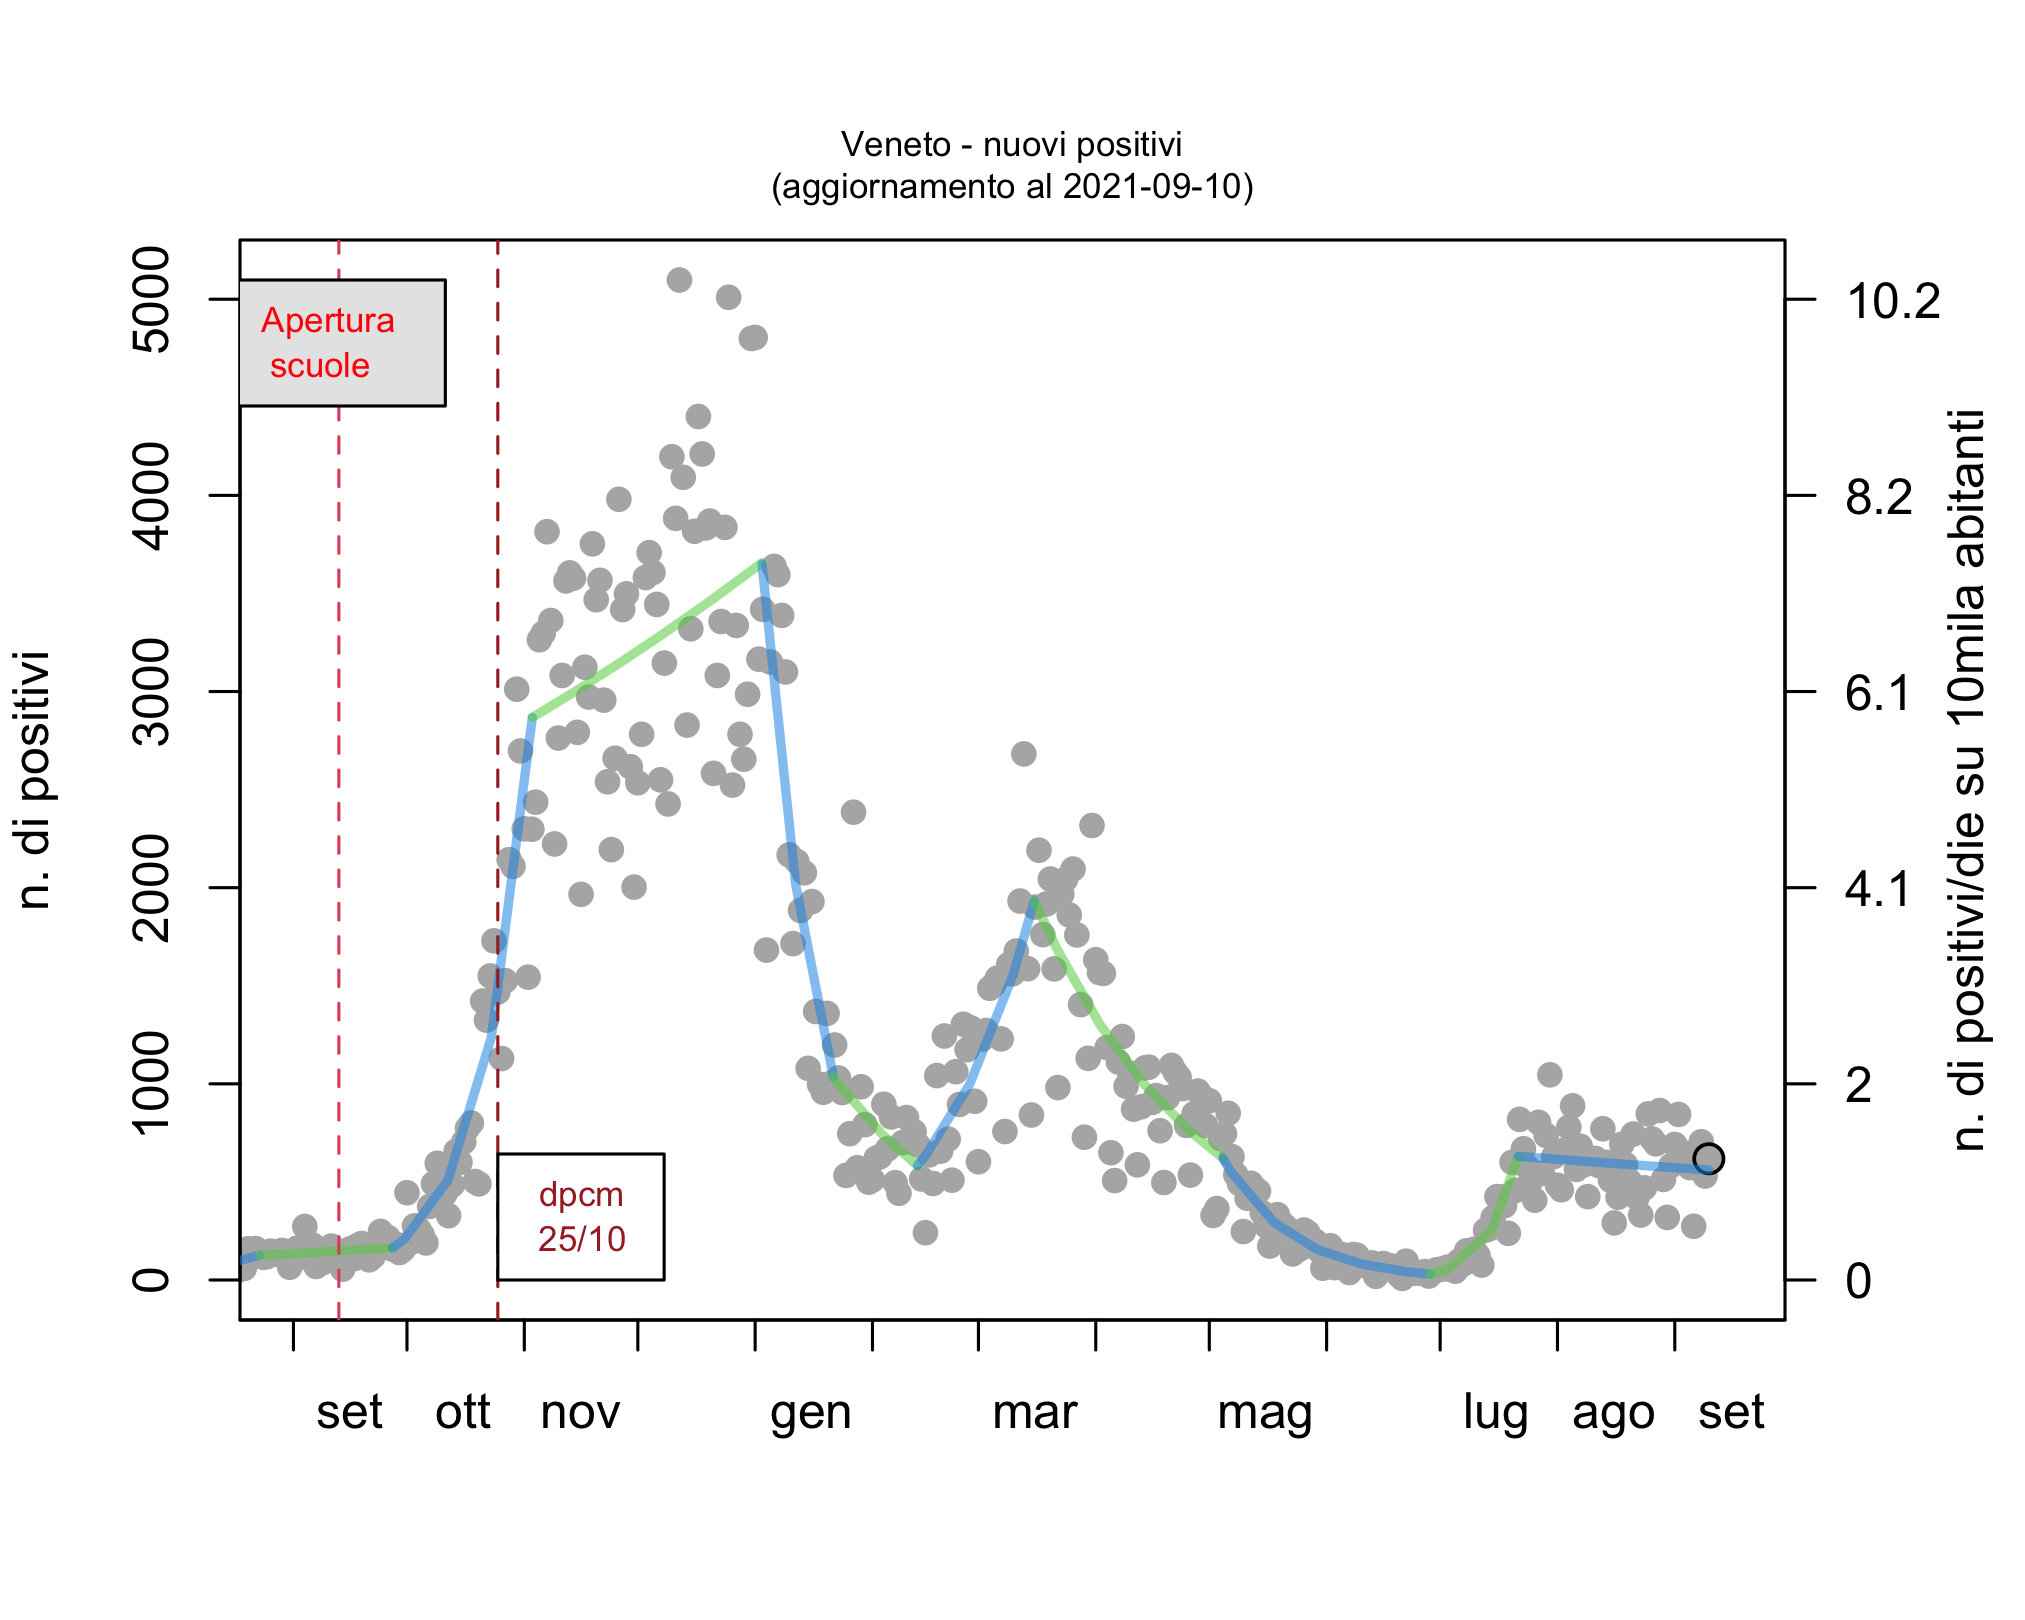 Veneto - nuovi positivi
(aggiornamento al 2021-09-10)
n. di positivi
5000
4000
3000
2000
1000
0
Apertura
scuole
dpcm
25/10
10.2
8.2
6.1
4.1
2
0
n. di positivi/die su 10mila abitanti
set ott nov gen mar mag lug ago set